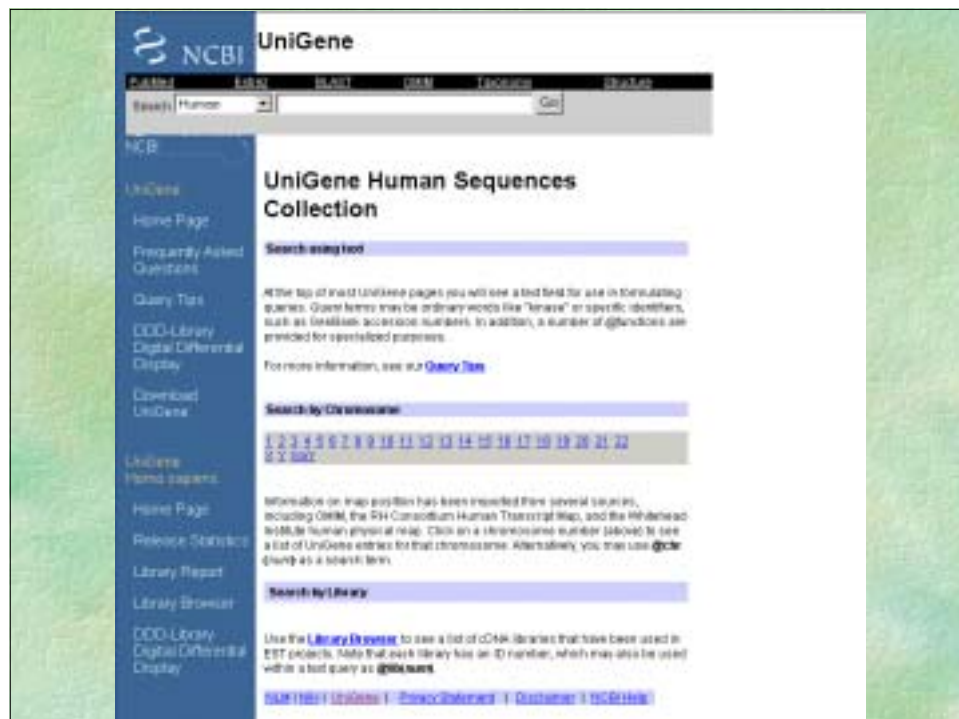 NCBI
UniGene
PubMed Entrez BLAST OMIM Taxonomy Structure
Search Human Go
NCBI
UniGene
Home Page
Frequently Asked
Questions
Query Tips
DDD-Library
Digital Differential
Display
Download
UniGene
UniGene
Homo sapiens
Home Page
Release Statistics
Library Report
Library Browser
DDD-Library
Digital Differential
Display
UniGene Human Sequences
Collection
Search using text
At the top of most UniGene pages you will see a text field for use in formulating
queries. Query terms may be ordinary words like "kinase" or specific identifiers,
such as GenBank accession numbers. In addition, a number of @functions are
provided for specialized purposes.
For more information, see our Query Tips
Search by Chromosome
1 2 3 4 5 6 7 8 9 10 11 12 13 14 15 16 17 18 19 20 21 22
X Y
Information on map position has been imported from several sources,
including OMIM, the RH Consortium Human Transcript Map, and the Whitehead
Institute human physical map. Click on a chromosome number (above) to see
a list of UniGene entries for that chromosome. Alternatively, you may use @chr
as a search term.
Search by Library
Use the Library Browser to see a list of cDNA libraries that have been used in
EST projects. Note that each library has an ID number, which may also be used
within a text query as
NLM | NIH | UniGene | Privacy Statement | Disclaimer | NCBI Help